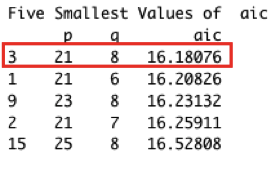 Five Smallest Values of aic
p q aic
3 21 8 16.18076
1 21 6 16.20826
9 23 8 16.23132
2 21 7 16.25911
15 25 8 16.52808